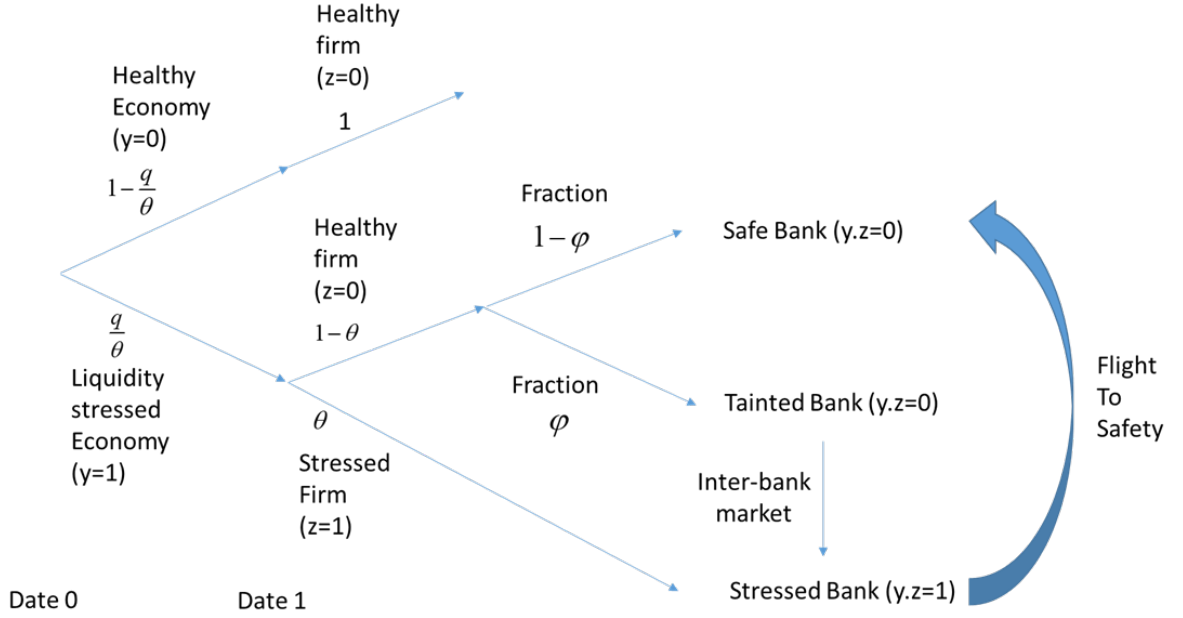 Healthy
firm
(z=0)
1
Healthy
Economy
(y=0)
1−q/θ
Fraction
1−φ
Healthy
firm
(z=0)
1−θ
Safe Bank (y.z=0)
q/θ
Liquidity
stressed
Economy
(y=1)
Fraction
φ
Tainted Bank (y.z=0)
Flight
To
Safety
θ
Stressed
Firm
(z=1)
Inter-bank
market
Stressed Bank (y.z=1)
Date 0
Date 1